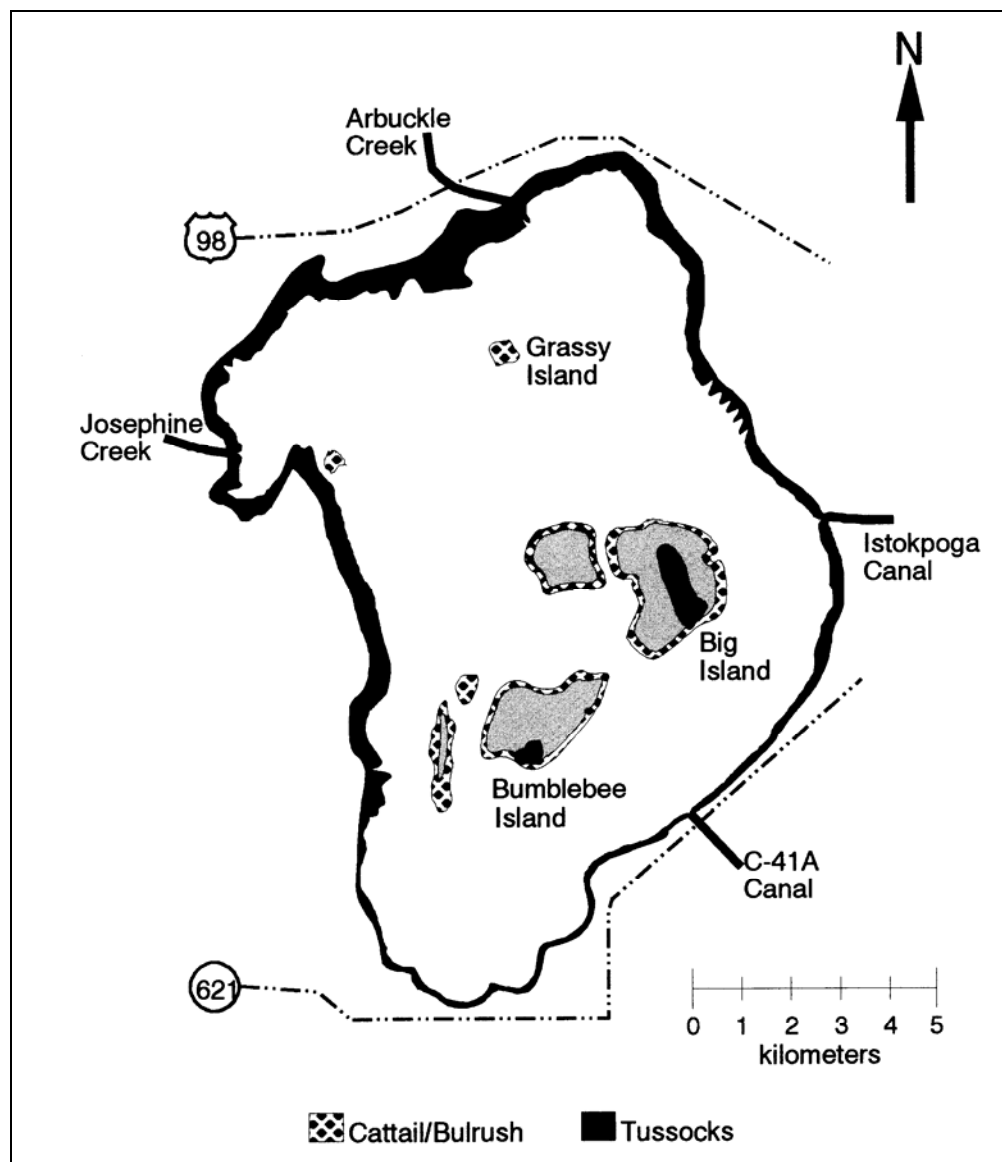 N
Arbuckle
Creek
98
Grassy
Island
Josephine
Creek
Istokpoga
Canal
Big
Island
Bumblebee
Island
C-41A
Canal
621
0 1 2 3 4 5
kilometers
Cattail/Bulrush Tussocks